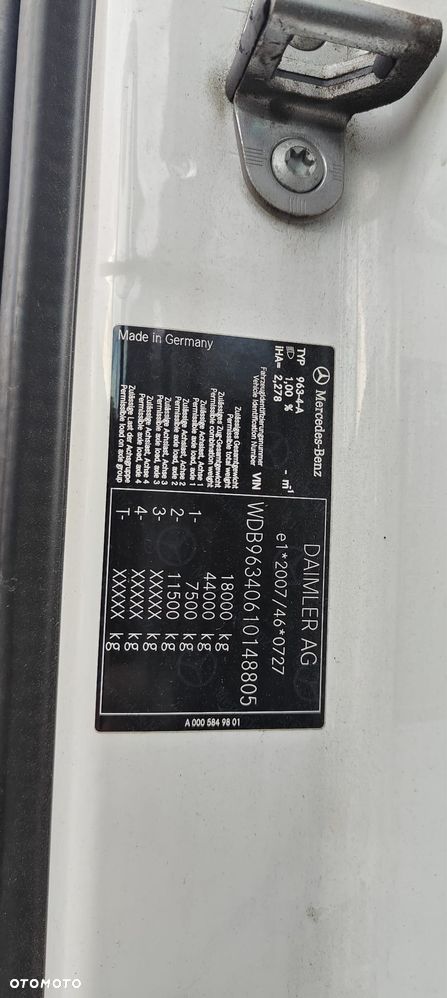 Mercedes-Benz
TYP 963-4-A
1,00 %
iHA= 2,278
- m-1
DAIMLER AG
e1*2007/46*0727
Fahrzeugidentifizierungsnummer
Vehicle Identification Number
VIN
WDB96340610148805
Zulässiges Gesamtgewicht
Permissible total weight
18000 kg
Zulässiges Zug-Gesamtgewicht
Permissible combination weight
44000 kg
Zulässige Achslast, Achse 1
Permissible axle load, axle 1
1- 7500 kg
Zulässige Achslast, Achse 2
Permissible axle load, axle 2
2- 11500 kg
Zulässige Achslast, Achse 3
Permissible axle load, axle 3
3- XXXXX kg
Zulässige Achslast, Achse 4
Permissible axle load, axle 4
4- XXXXX kg
Zulässige Last der Achsgruppe
Permissible load on axle group
T- XXXXX kg
Made in Germany
A 000 584 98 01
OTOMOTO